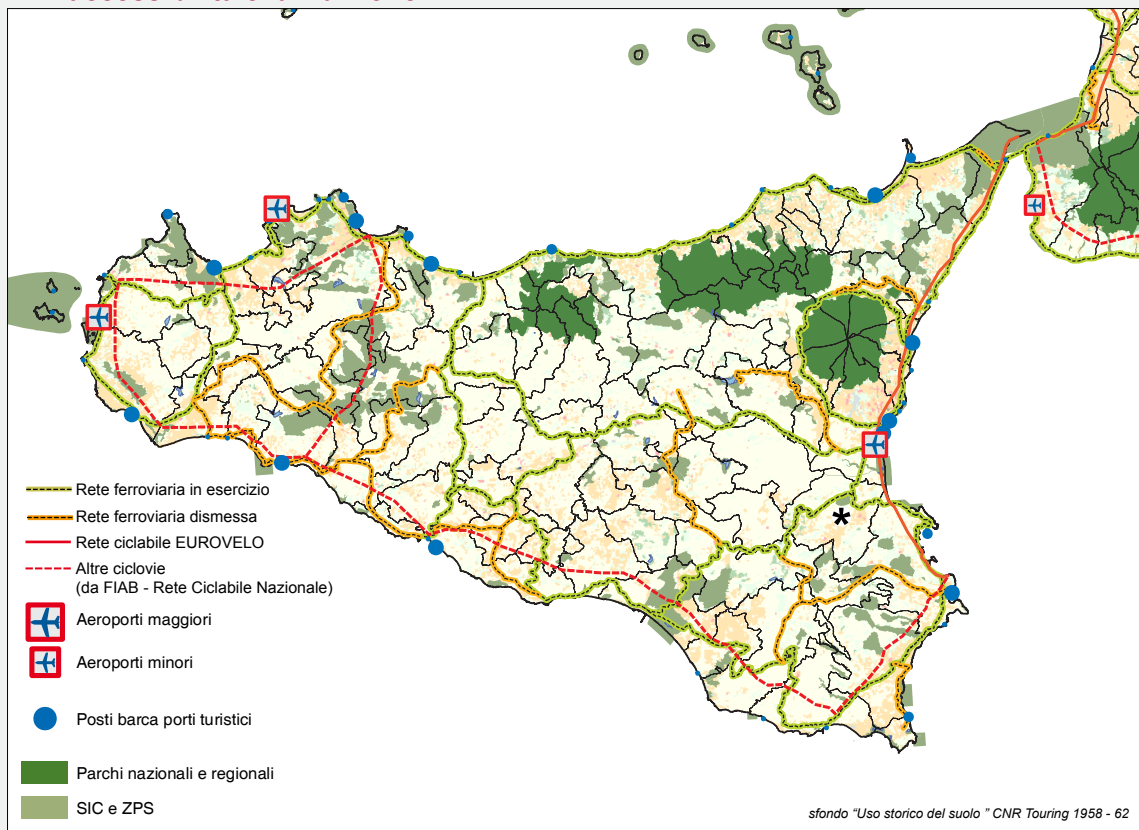 Rete ferroviaria in esercizio
Rete ferroviaria dismessa
Rete ciclabile EUROVELO
Altre ciclovie
(da FIAB - Rete Ciclabile Nazionale)
Aeroporti maggiori
Aeroporti minori
Posti barca porti turistici
Parchi nazionali e regionali
SIC e ZPS
*
sfondo “Uso storico del suolo ” CNR Touring 1958 - 62